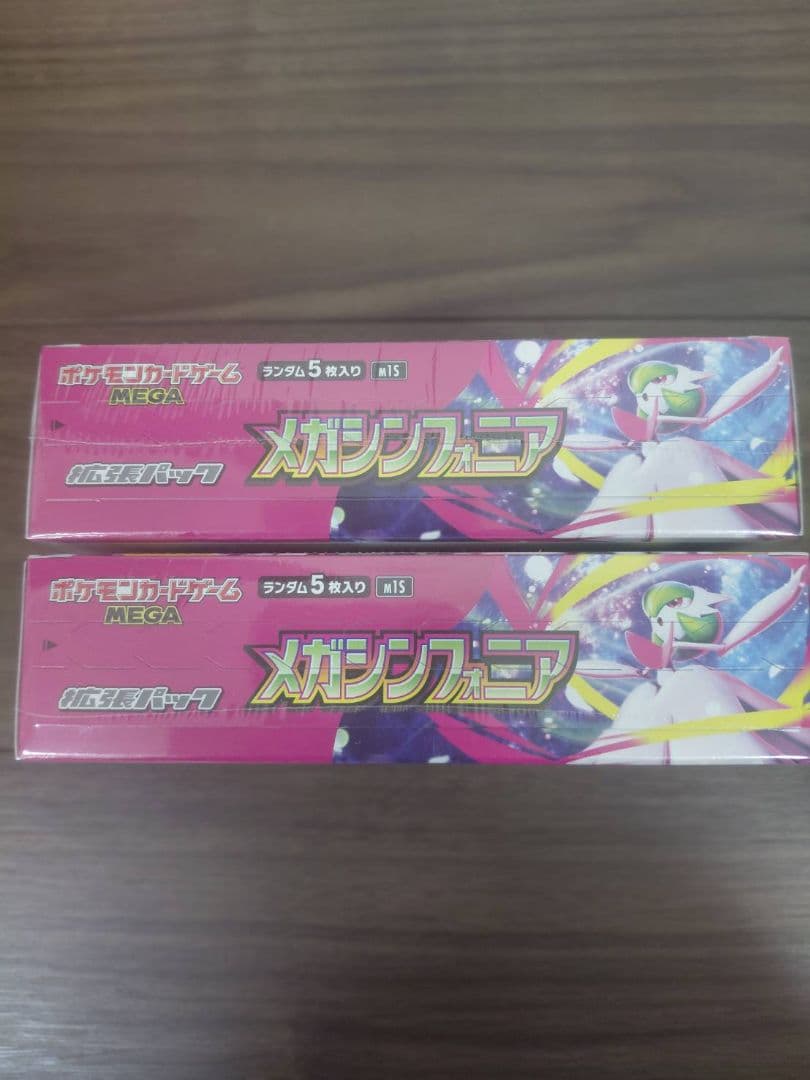 ポケモンカードゲーム
MEGA
ランダム5枚入り M1S
メガシンフォニア
拡張パック
ポケモンカードゲーム
MEGA
ランダム5枚入り M1S
メガシンフォニア
拡張パック